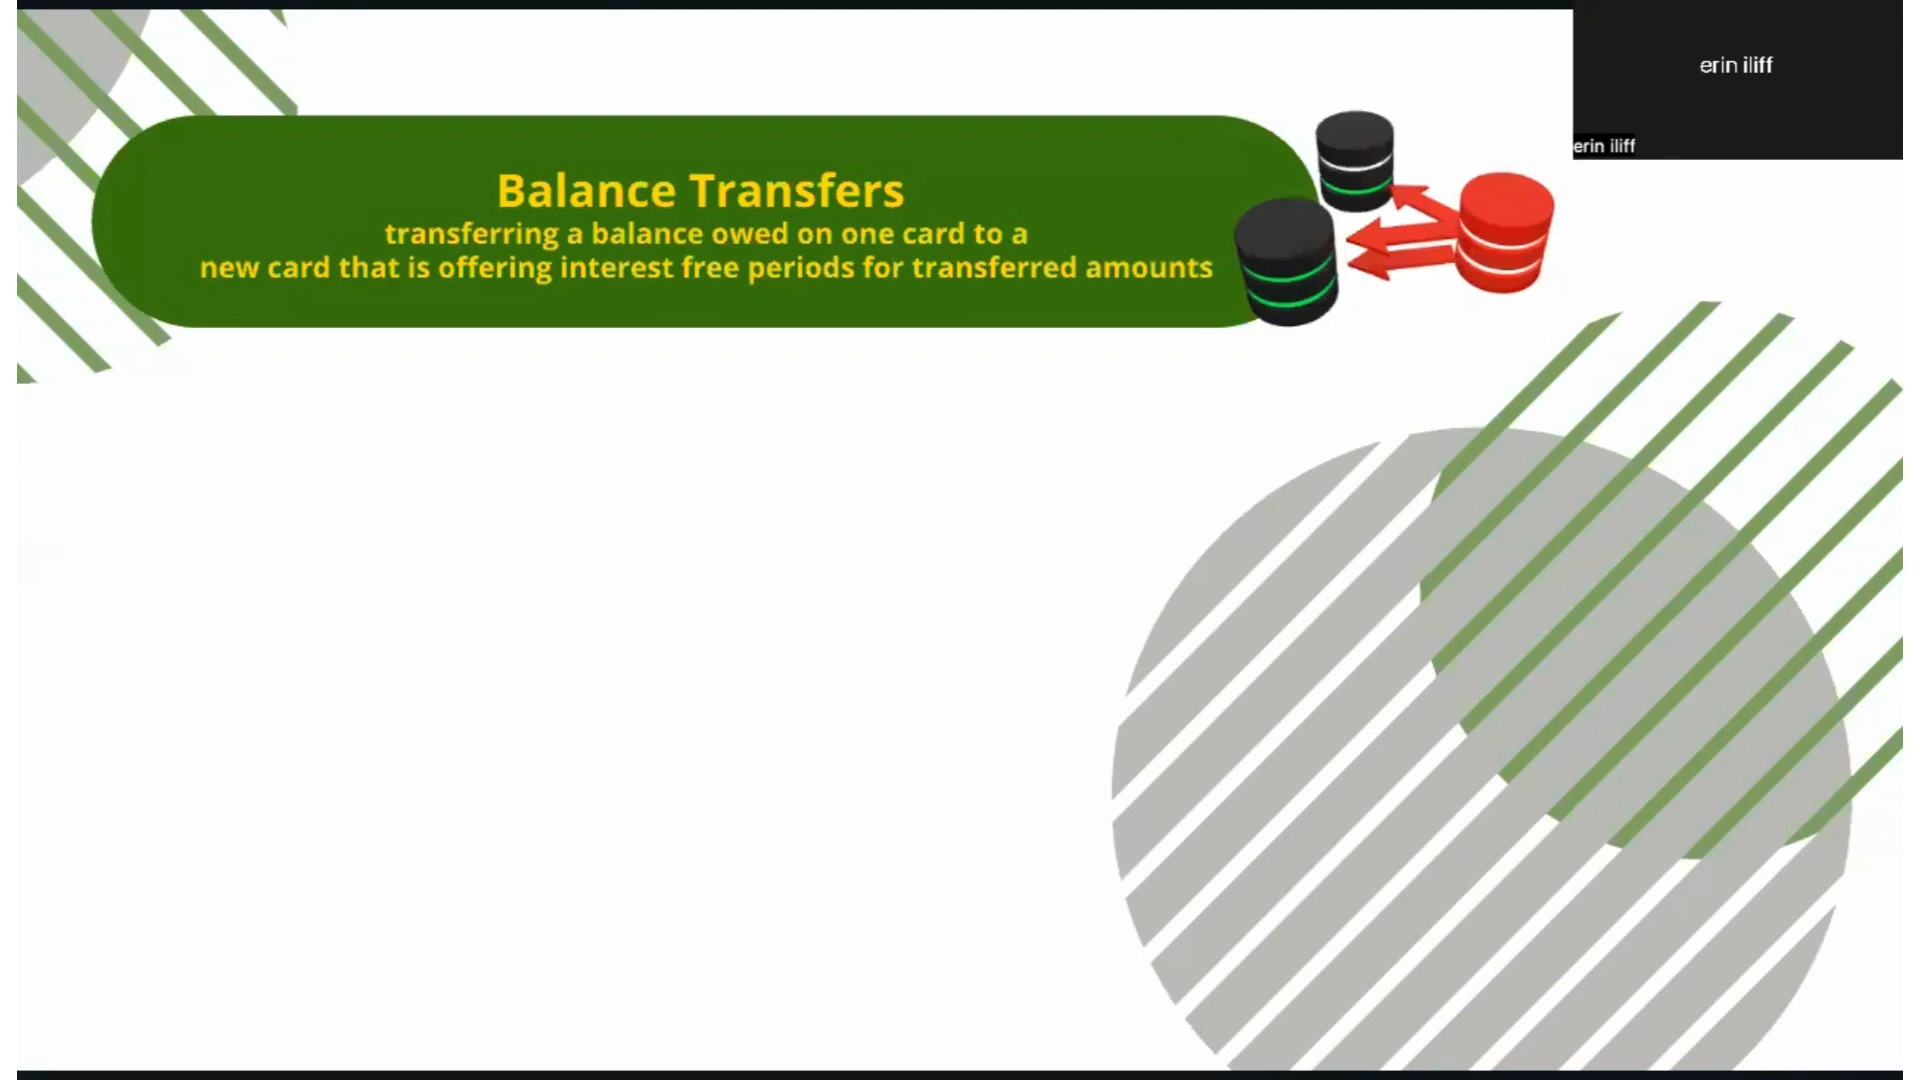 erin iliff
erin iliff
Balance Transfers
transferring a balance owed on one card to a
new card that is offering interest free periods for transferred amounts